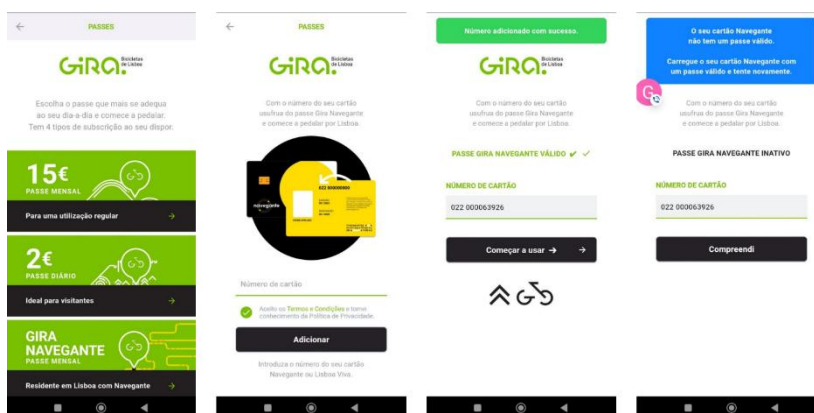 PASSES
GiRa.
Bicicletas
de Lisboa
Escolha o passe que mais se adequa
ao seu dia-a-dia e comece a pedalar.
Tem 4 tipos de subscrição ao seu dispor.
15€
PASSE MENSAL
Para uma utilização regular
2€
PASSE DIÁRIO
Ideal para visitantes
GIRA
NAVEGANTE
PASSE MENSAL
Residente em Lisboa com Navegante
PASSES
GiRa.
Bicicletas
de Lisboa
Com o número do seu cartão
usufrua do passe Gira Navegante
e comece a pedalar por Lisboa.
navegante
022 000000000
Número de cartão
Aceito os Termos e Condições e tomei
conhecimento da Política de Privacidade.
Adicionar
Introduza o número do seu cartão
Navegante ou Lisboa Viva.
Número adicionado com sucesso.
GiRa.
Bicicletas
de Lisboa
Com o número do seu cartão
usufrua do passe Gira Navegante
e comece a pedalar por Lisboa.
PASSE GIRA NAVEGANTE VÁLIDO ✔ ✓
NÚMERO DE CARTÃO
022 000063926
Começar a usar → →
O seu cartão Navegante
não tem um passe válido.
Carregue o seu cartão Navegante com
um passe válido e tente novamente.
G
Com o número do seu cartão
usufrua do passe Gira Navegante
e comece a pedalar por Lisboa.
PASSE GIRA NAVEGANTE INATIVO
NÚMERO DE CARTÃO
022 000063926
Compreendi